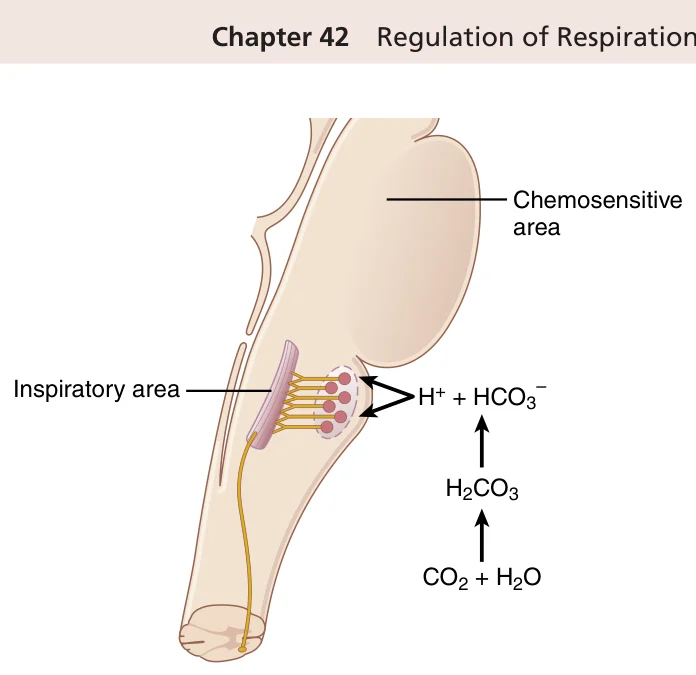 Chapter 42 Regulation of Respiration
Chemosensitive
area
Inspiratory area
H⁺ + HCO₃⁻
H₂CO₃
CO₂ + H₂O